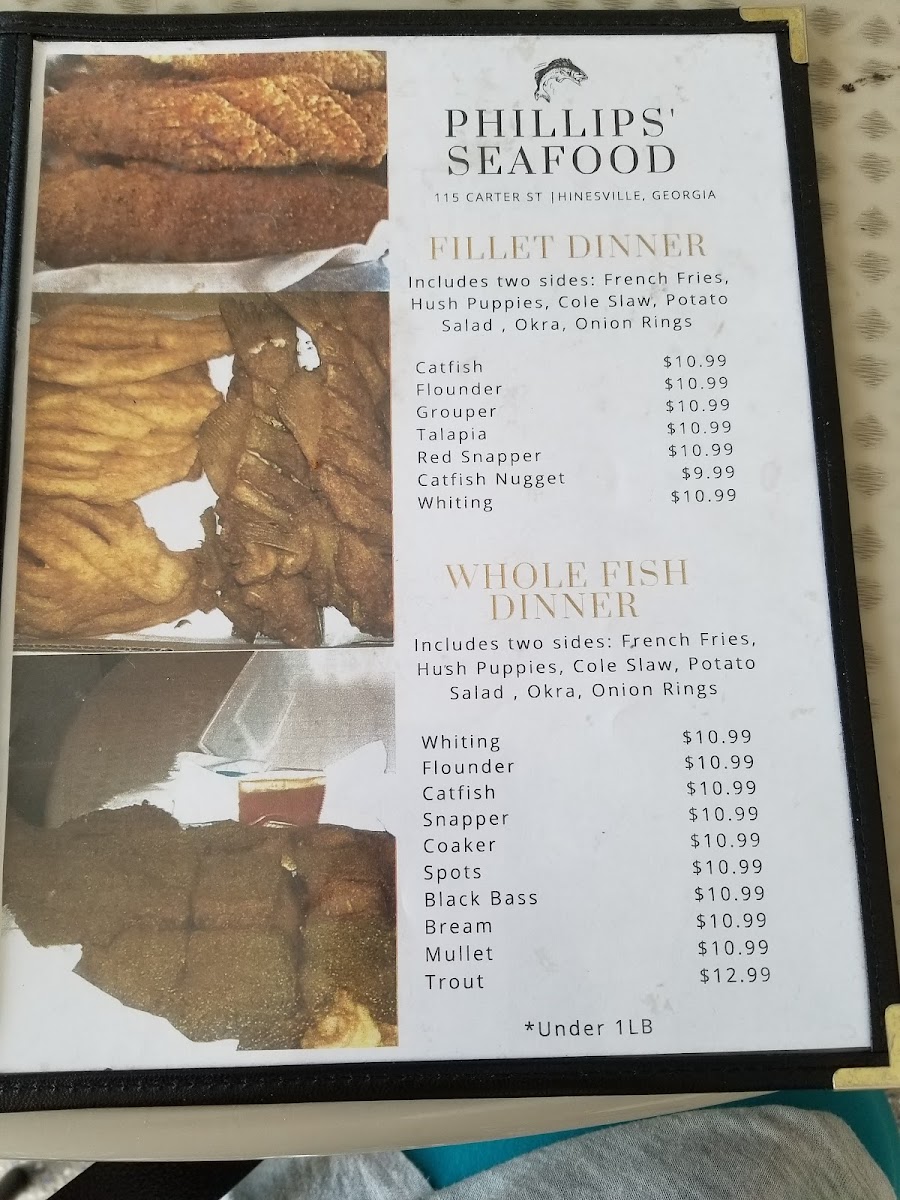 PHILLIPS'
SEAFOOD
115 CARTER ST |HINESVILLE, GEORGIA
FILLET DINNER
Includes two sides: French Fries,
Hush Puppies, Cole Slaw, Potato
Salad , Okra, Onion Rings
Catfish $10.99
Flounder $10.99
Grouper $10.99
Talapia $10.99
Red Snapper $10.99
Catfish Nugget $9.99
Whiting $10.99
WHOLE FISH
DINNER
Includes two sides: French Fries,
Hush Puppies, Cole Slaw, Potato
Salad , Okra, Onion Rings
Whiting $10.99
Flounder $10.99
Catfish $10.99
Snapper $10.99
Coaker $10.99
Spots $10.99
Black Bass $10.99
Bream $10.99
Mullet $10.99
Trout $12.99
*Under 1LB